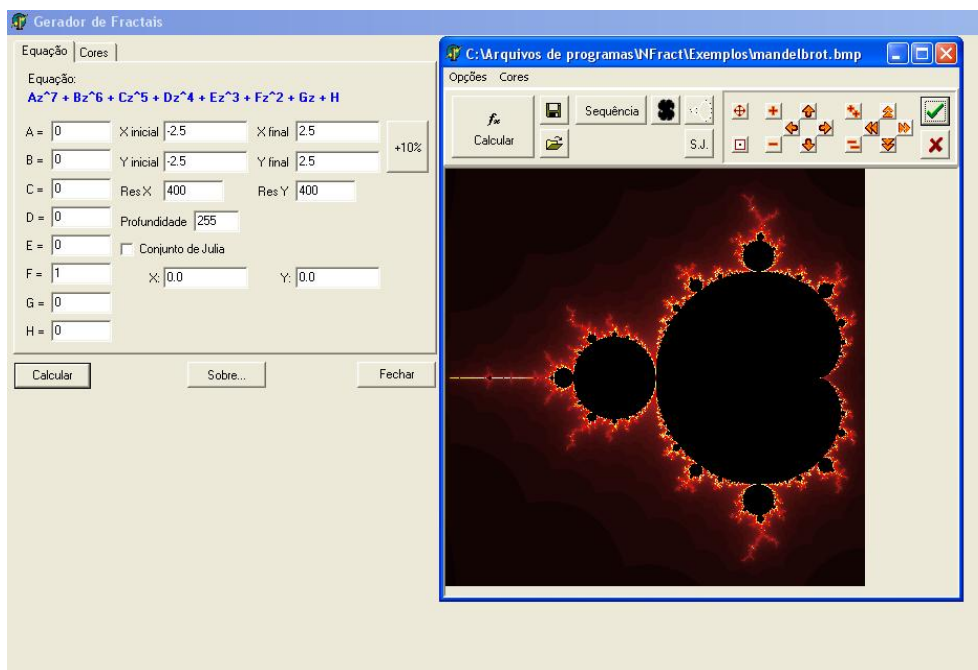 Gerador de Fractais
Equação Cores
Equação:
Az^7 + Bz^6 + Cz^5 + Dz^4 + Ez^3 + Fz^2 + Gz + H
A = 0 X inicial -2.5 X final 2.5
+10%
B = 0 Y inicial -2.5 Y final 2.5
C = 0 Res X 400 Res Y 400
D = 0 Profundidade 255
E = 0 Conjunto de Julia
F = 1 X: 0.0 Y: 0.0
G = 0
H = 0
Calcular Sobre... Fechar
C:\Arquivos de programas\NFract\Exemplos\mandelbrot.bmp
Opções Cores
Calcular
Sequência
S.J.